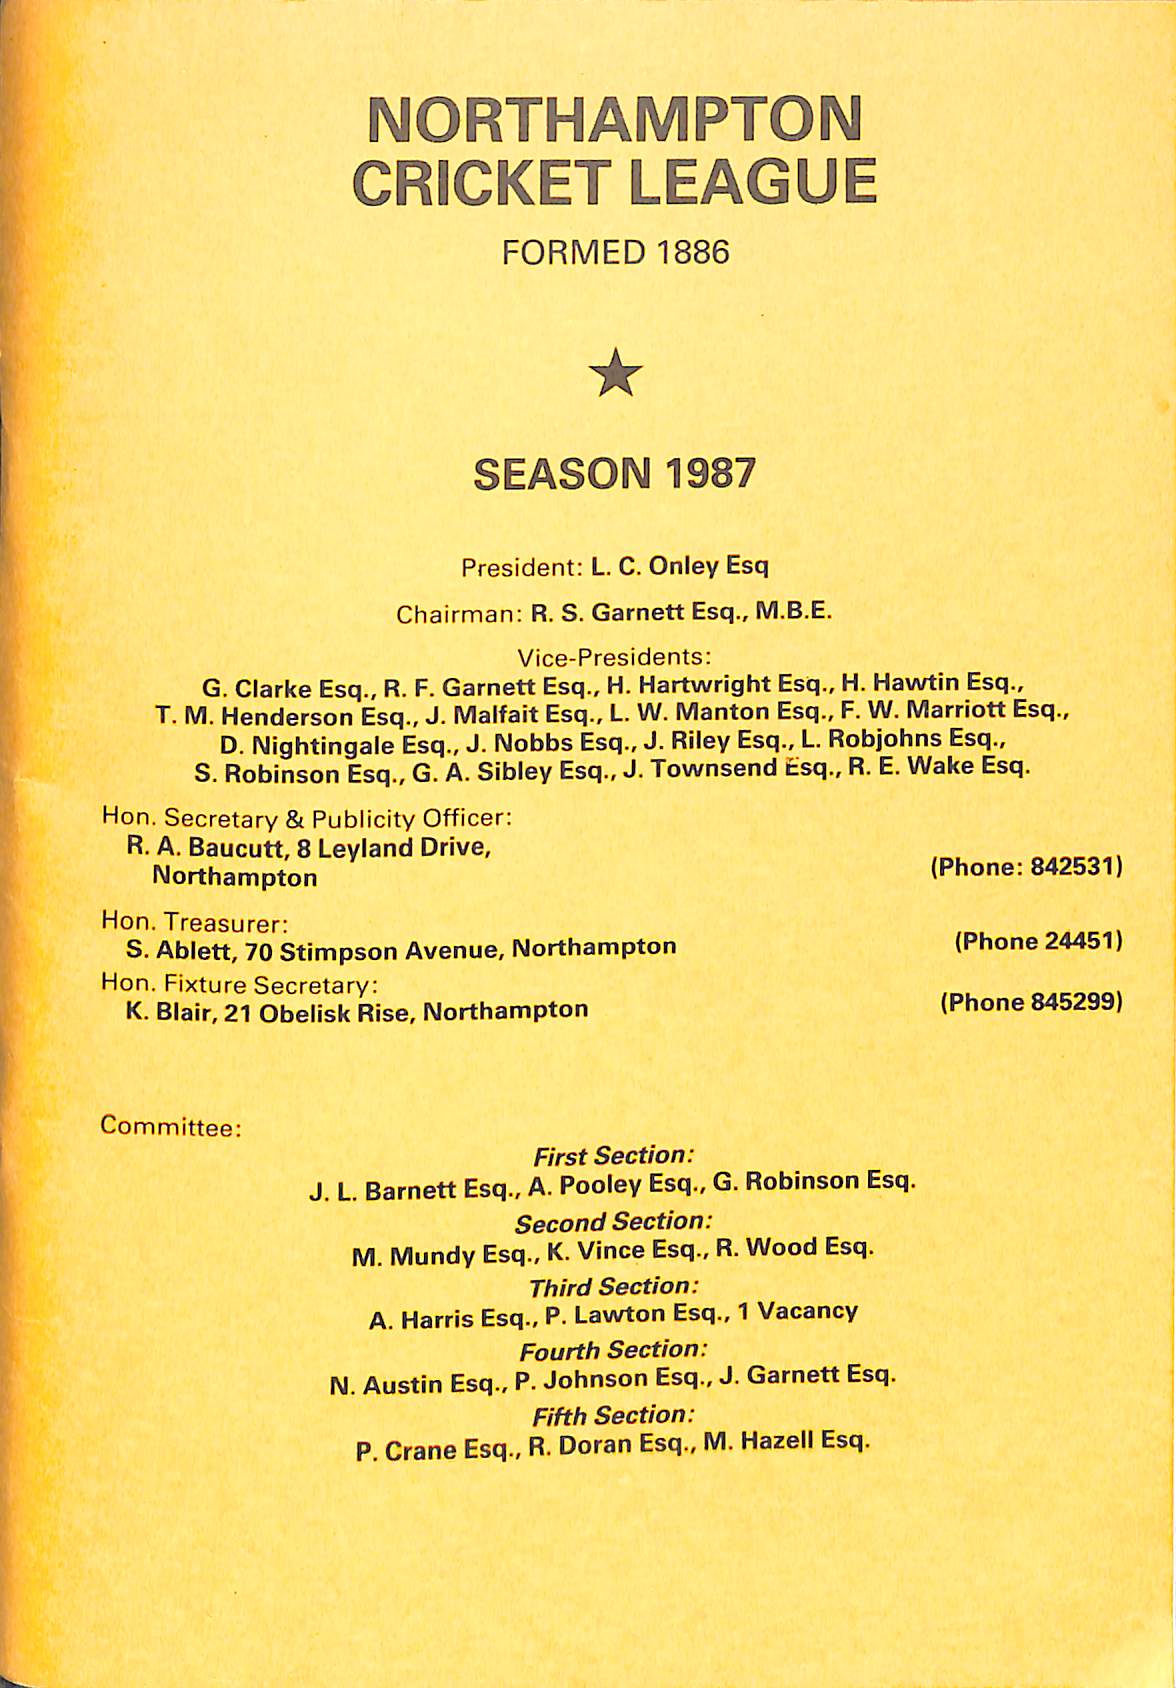 NORTHAMPTON
CRICKET LEAGUE
FORMED 1886
SEASON 1987
President: L. C. Onley Esq
Chairman: R. S. Garnett Esq., M.B.E.
Vice-Presidents:
G. Clarke Esq., R. F. Garnett Esq., H. Hartwright Esq., H. Hawtin Esq.,
T. M. Henderson Esq., J. Malfait Esq., L. W. Manton Esq., F. W. Marriott Esq.,
D. Nightingale Esq., J. Nobbs Esq., J. Riley Esq., L. Robjohns Esq.,
S. Robinson Esq., G. A. Sibley Esq., J. Townsend Esq., R. E. Wake Esq.
Hon. Secretary & Publicity Officer:
R. A. Baucutt, 8 Leyland Drive,
Northampton (Phone: 842531)
Hon. Treasurer:
S. Ablett, 70 Stimpson Avenue, Northampton (Phone 24451)
Hon. Fixture Secretary:
K. Blair, 21 Obelisk Rise, Northampton (Phone 845299)
Committee:
First Section:
J. L. Barnett Esq., A. Pooley Esq., G. Robinson Esq.
Second Section:
M. Mundy Esq., K. Vince Esq., R. Wood Esq.
Third Section:
A. Harris Esq., P. Lawton Esq., 1 Vacancy
Fourth Section:
N. Austin Esq., P. Johnson Esq., J. Garnett Esq.
Fifth Section:
P. Crane Esq., R. Doran Esq., M. Hazell Esq.